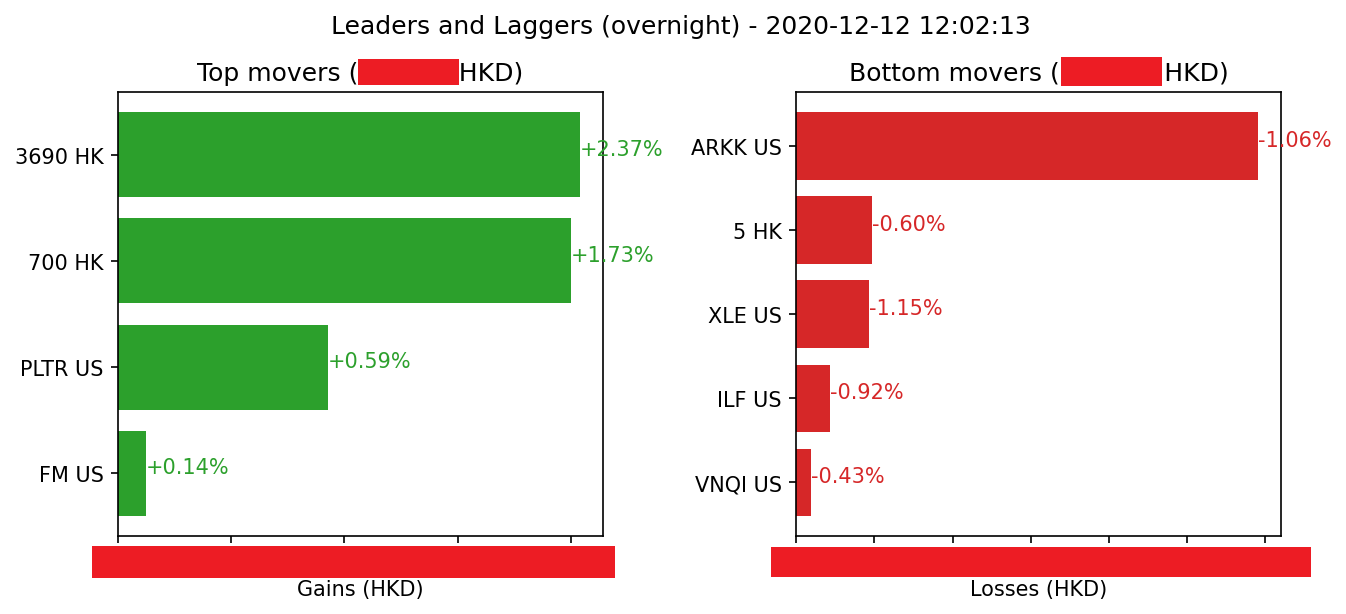 Leaders and Laggers (overnight) - 2020-12-12 12:02:13
Top movers (HKD)
3690 HK +2.37%
700 HK +1.73%
PLTR US +0.59%
FM US +0.14%
Gains (HKD)
Bottom movers (HKD)
ARKK US -1.06%
5 HK -0.60%
XLE US -1.15%
ILF US -0.92%
VNQI US -0.43%
Losses (HKD)